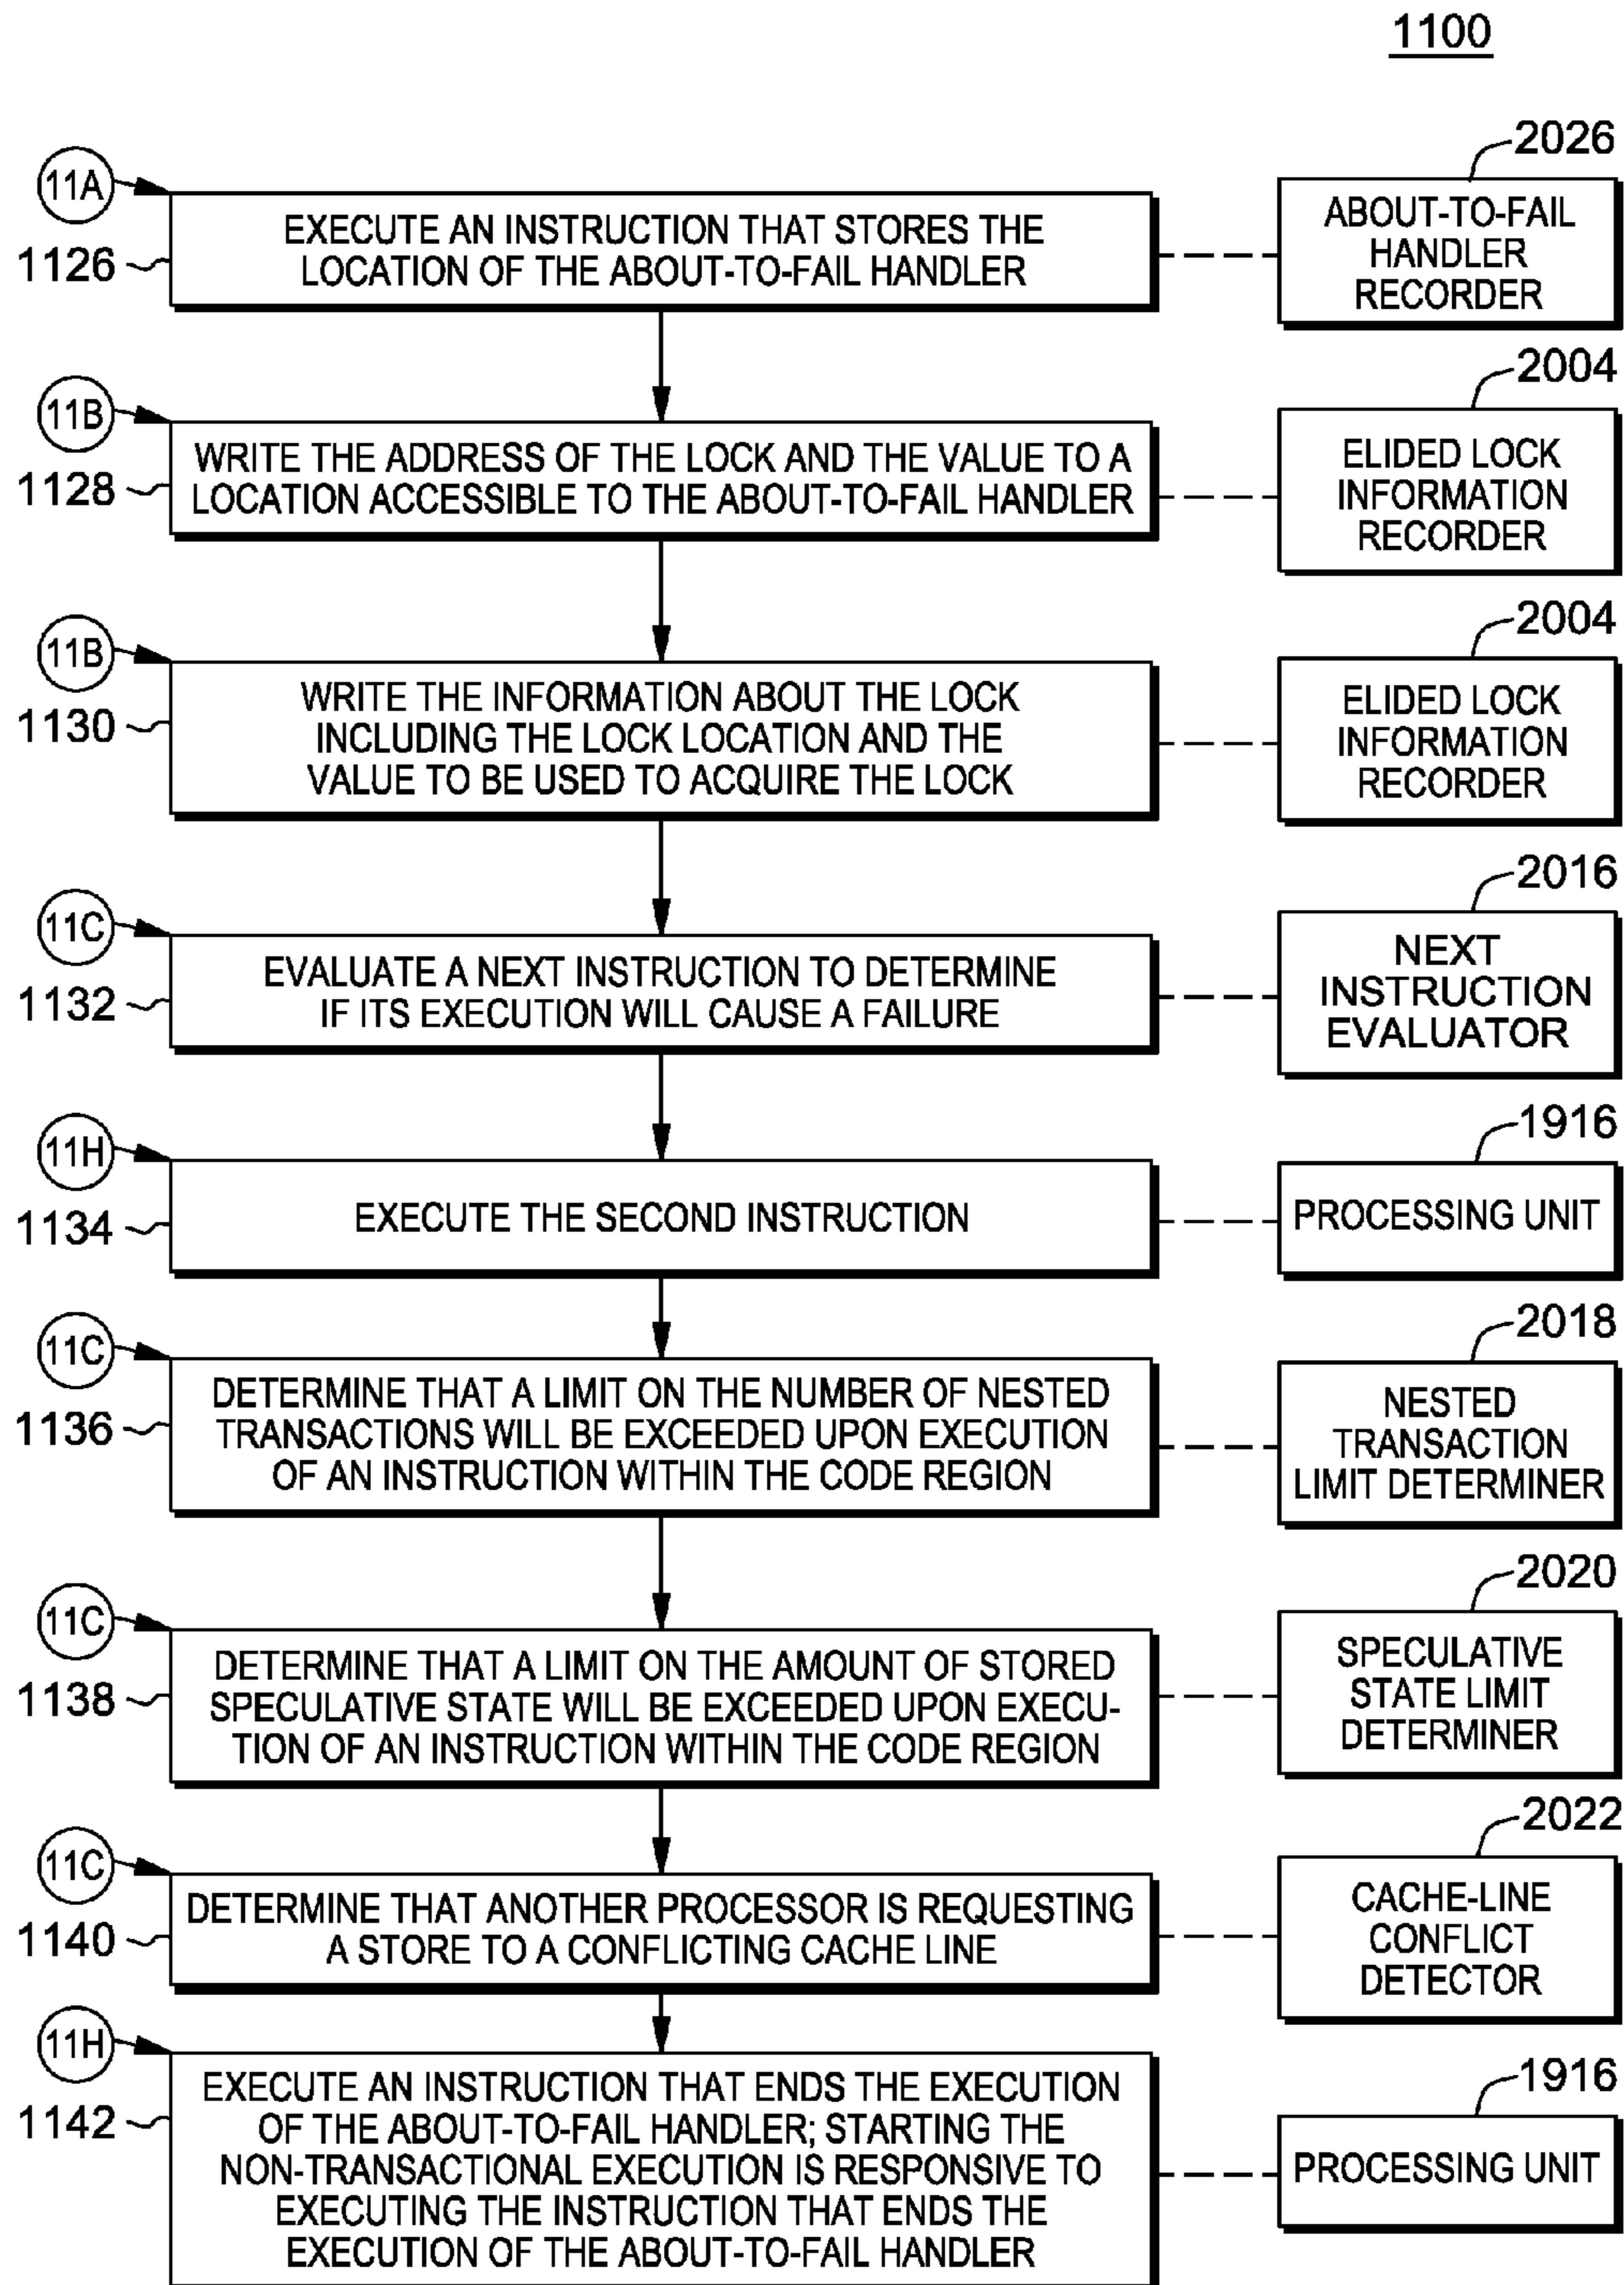 1100
11A
1126
EXECUTE AN INSTRUCTION THAT STORES THE
LOCATION OF THE ABOUT-TO-FAIL HANDLER
2026
ABOUT-TO-FAIL
HANDLER
RECORDER
11B
1128
WRITE THE ADDRESS OF THE LOCK AND THE VALUE TO A
LOCATION ACCESSIBLE TO THE ABOUT-TO-FAIL HANDLER
2004
ELIDED LOCK
INFORMATION
RECORDER
11B
1130
WRITE THE INFORMATION ABOUT THE LOCK
INCLUDING THE LOCK LOCATION AND THE
VALUE TO BE USED TO ACQUIRE THE LOCK
2004
ELIDED LOCK
INFORMATION
RECORDER
11C
1132
EVALUATE A NEXT INSTRUCTION TO DETERMINE
IF ITS EXECUTION WILL CAUSE A FAILURE
2016
NEXT
INSTRUCTION
EVALUATOR
11H
1134
EXECUTE THE SECOND INSTRUCTION
1916
PROCESSING UNIT
11C
1136
DETERMINE THAT A LIMIT ON THE NUMBER OF NESTED
TRANSACTIONS WILL BE EXCEEDED UPON EXECUTION
OF AN INSTRUCTION WITHIN THE CODE REGION
2018
NESTED
TRANSACTION
LIMIT DETERMINER
11C
1138
DETERMINE THAT A LIMIT ON THE AMOUNT OF STORED
SPECULATIVE STATE WILL BE EXCEEDED UPON EXECU-
TION OF AN INSTRUCTION WITHIN THE CODE REGION
2020
SPECULATIVE
STATE LIMIT
DETERMINER
11C
1140
DETERMINE THAT ANOTHER PROCESSOR IS REQUESTING
A STORE TO A CONFLICTING CACHE LINE
2022
CACHE-LINE
CONFLICT
DETECTOR
11H
1142
EXECUTE AN INSTRUCTION THAT ENDS THE EXECUTION
OF THE ABOUT-TO-FAIL HANDLER; STARTING THE
NON-TRANSACTIONAL EXECUTION IS RESPONSIVE TO
EXECUTING THE INSTRUCTION THAT ENDS THE
EXECUTION OF THE ABOUT-TO-FAIL HANDLER
1916
PROCESSING UNIT